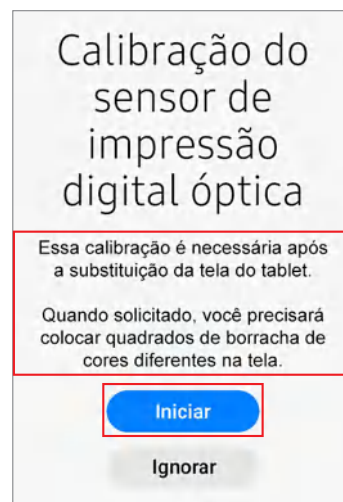 Calibração do
sensor de
impressão
digital óptica
Essa calibração é necessária após
a substituição da tela do tablet.
Quando solicitado, você precisará
colocar quadrados de borracha de
cores diferentes na tela.
Iniciar
Ignorar